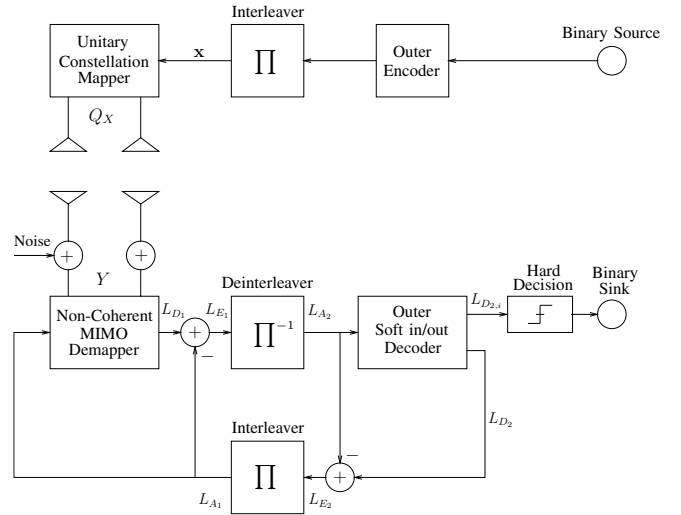 Interleaver
Binary Source
Unitary
Constellation
Mapper
x
∏
Outer
Encoder
Q_X
Noise
+
+
Y
Deinterleaver
Hard
Decision
Binary
Sink
Non-Coherent
MIMO
Demapper
L_{D_1}
+
−
L_{E_1}
∏^{-1}
L_{A_2}
Outer
Soft in/out
Decoder
L_{D_{2,i}}
L_{D_2}
Interleaver
∏
L_{A_1}
L_{E_2}
+
−